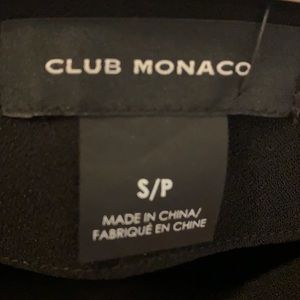 CLUB MONACO
S/P
MADE IN CHINA/
FABRIQUÉ EN CHINE